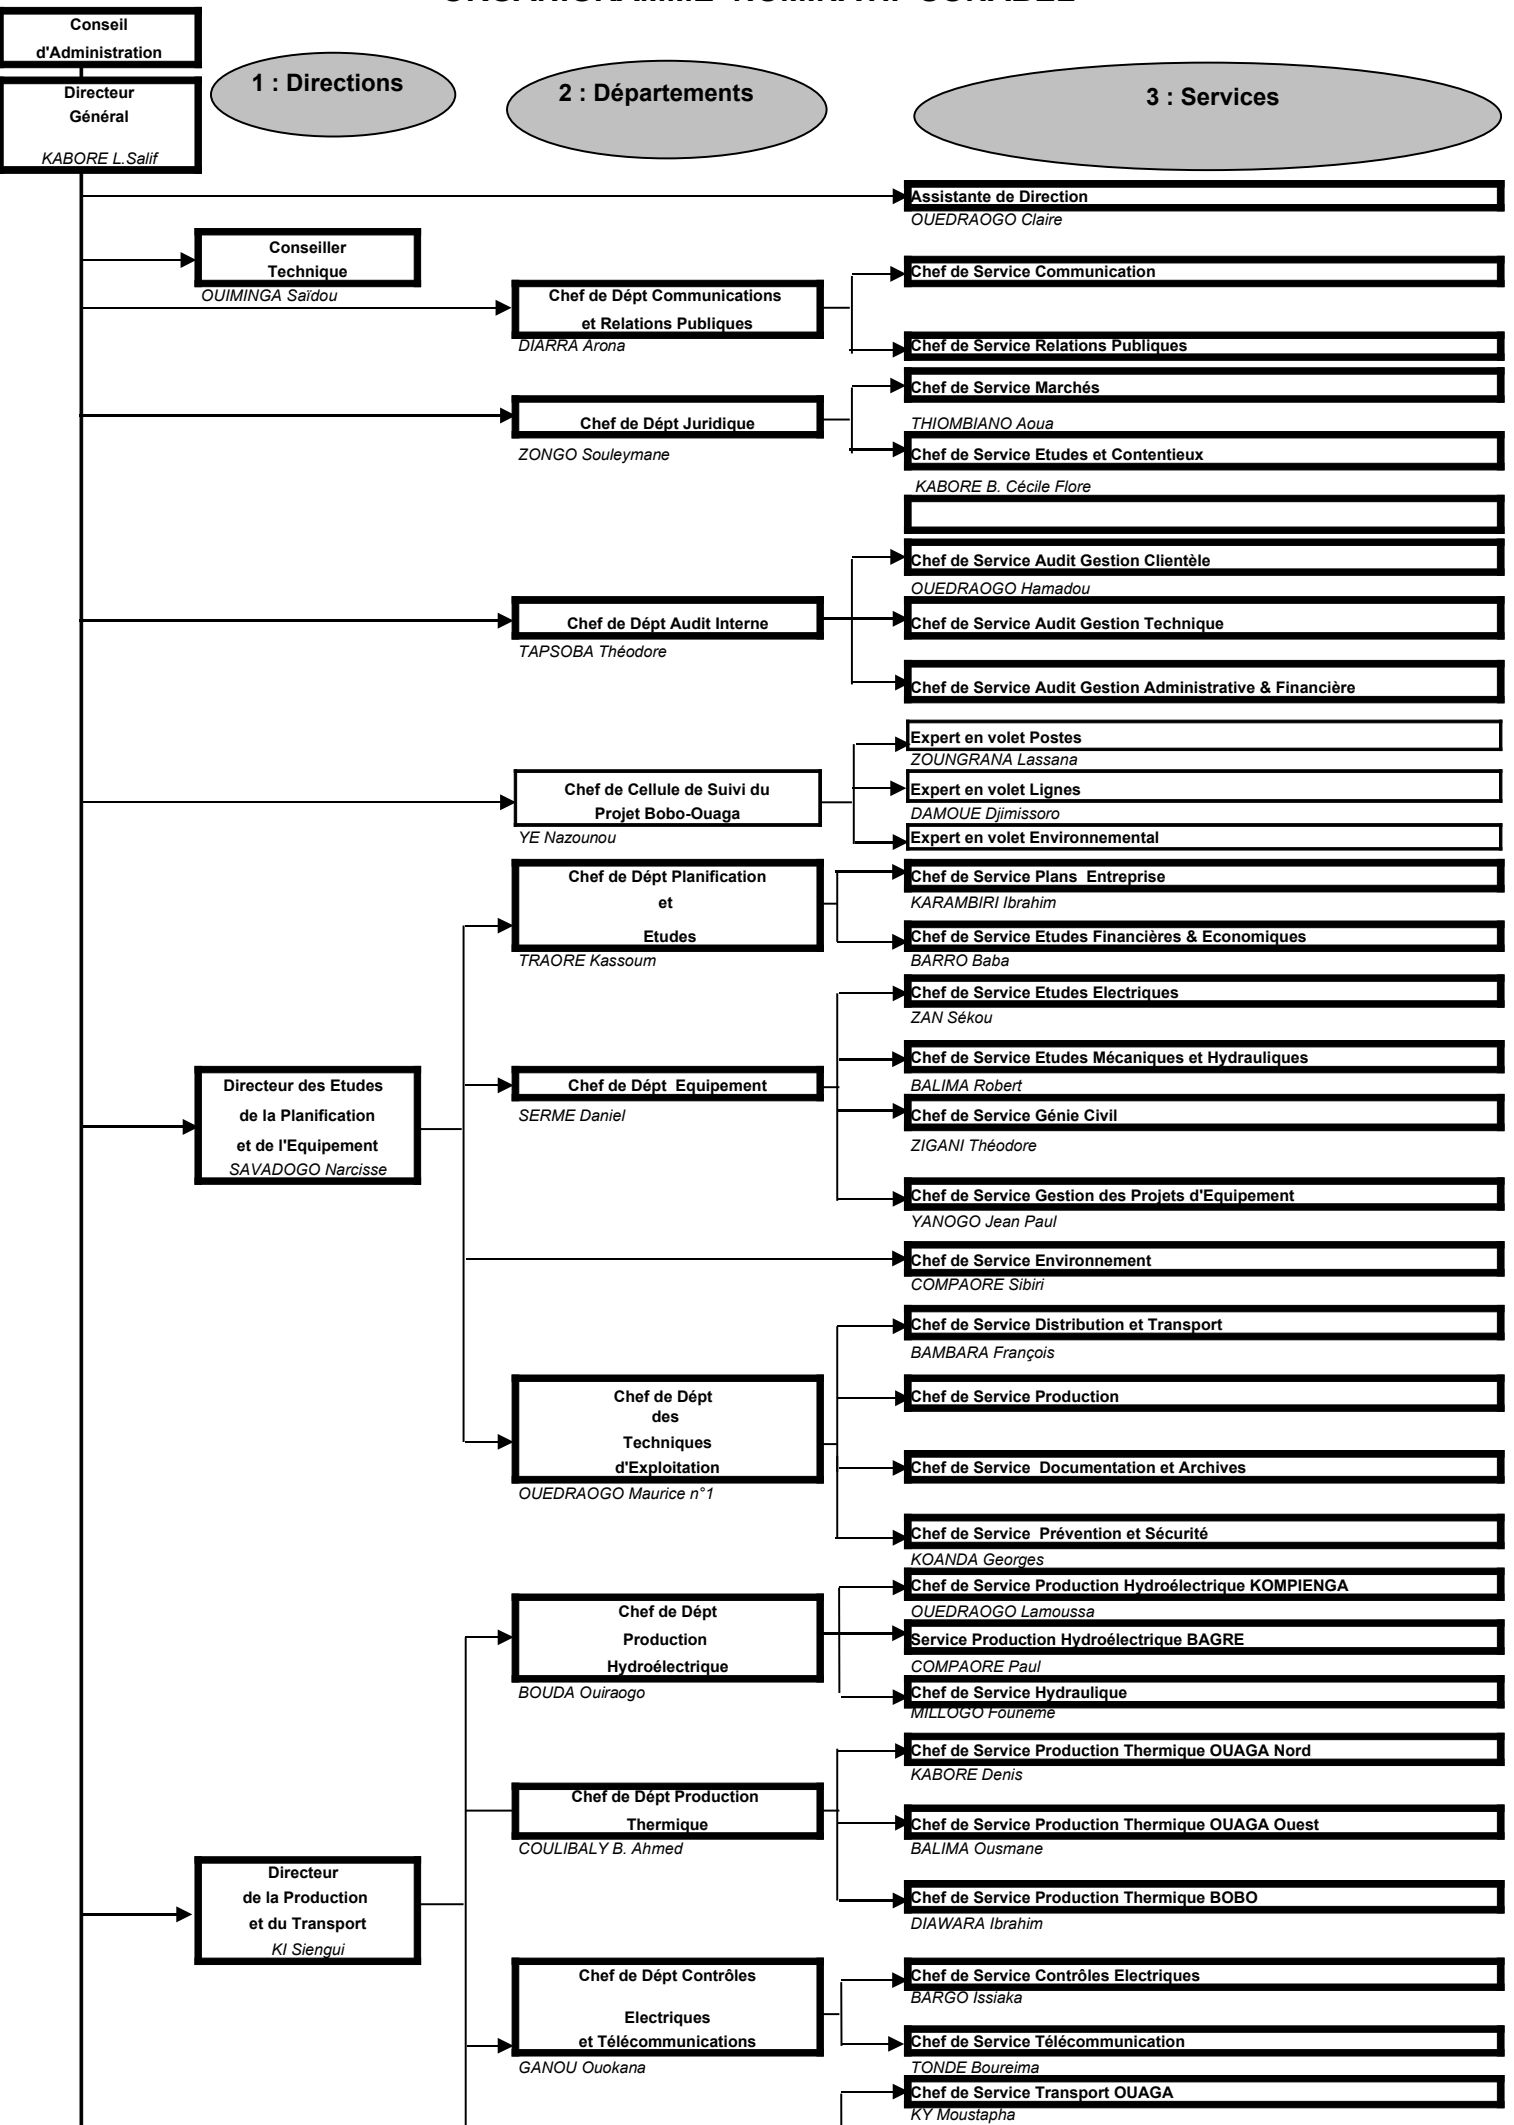 Conseil
d'Administration
Directeur
Général
KABORE L.Salif
1 : Directions
2 : Départements
3 : Services
Assistante de Direction
OUEDRAOGO Claire
Conseiller
Technique
OUIMINGA Saïdou
Chef de Dépt Communications
et Relations Publiques
DIARRA Arona
Chef de Service Communication
Chef de Service Relations Publiques
Chef de Dépt Juridique
ZONGO Souleymane
Chef de Service Marchés
THIOMBIANO Aoua
Chef de Service Etudes et Contentieux
KABORE B. Cécile Flore
Chef de Dépt Audit Interne
TAPSOBA Théodore
Chef de Service Audit Gestion Clientèle
OUEDRAOGO Hamadou
Chef de Service Audit Gestion Technique
Chef de Service Audit Gestion Administrative & Financière
Chef de Cellule de Suivi du
Projet Bobo-Ouaga
YE Nazounou
Expert en volet Postes
ZOUNGRANA Lassana
Expert en volet Lignes
DAMOUE Djimissoro
Expert en volet Environnemental
Directeur des Etudes
de la Planification
et de l'Equipement
SAVADOGO Narcisse
Chef de Dépt Planification
et
Etudes
TRAORE Kassoum
Chef de Service Plans  Entreprise
KARAMBIRI Ibrahim
Chef de Service Etudes Financières & Economiques
BARRO Baba
Chef de Dépt  Equipement
SERME Daniel
Chef de Service Etudes Electriques
ZAN Sékou
Chef de Service Etudes Mécaniques et Hydrauliques
BALIMA Robert
Chef de Service Génie Civil
ZIGANI Théodore
Chef de Service Gestion des Projets d'Equipement
YANOGO Jean Paul
Chef de Service Environnement
COMPAORE Sibiri
Chef de Dépt
des
Techniques
d'Exploitation
OUEDRAOGO Maurice n°1
Chef de Service Distribution et Transport
BAMBARA François
Chef de Service Production
Chef de Service  Documentation et Archives
Chef de Service  Prévention et Sécurité
KOANDA Georges
Directeur
de la Production
et du Transport
KI Siengui
Chef de Dépt
Production
Hydroélectrique
BOUDA Ouiraogo
Chef de Service Production Hydroélectrique KOMPIENGA
OUEDRAOGO Lamoussa
Service Production Hydroélectrique BAGRE
COMPAORE Paul
Chef de Service Hydraulique
MILLOGO Founeme
Chef de Dépt Production
Thermique
COULIBALY B. Ahmed
Chef de Service Production Thermique OUAGA Nord
KABORE Denis
Chef de Service Production Thermique OUAGA Ouest
BALIMA Ousmane
Chef de Service Production Thermique BOBO
DIAWARA Ibrahim
Chef de Dépt Contrôles
Electriques
et Télécommunications
GANOU Ouokana
Chef de Service Contrôles Electriques
BARGO Issiaka
Chef de Service Télécommunication
TONDE Boureima
Chef de Service Transport OUAGA
KY Moustapha